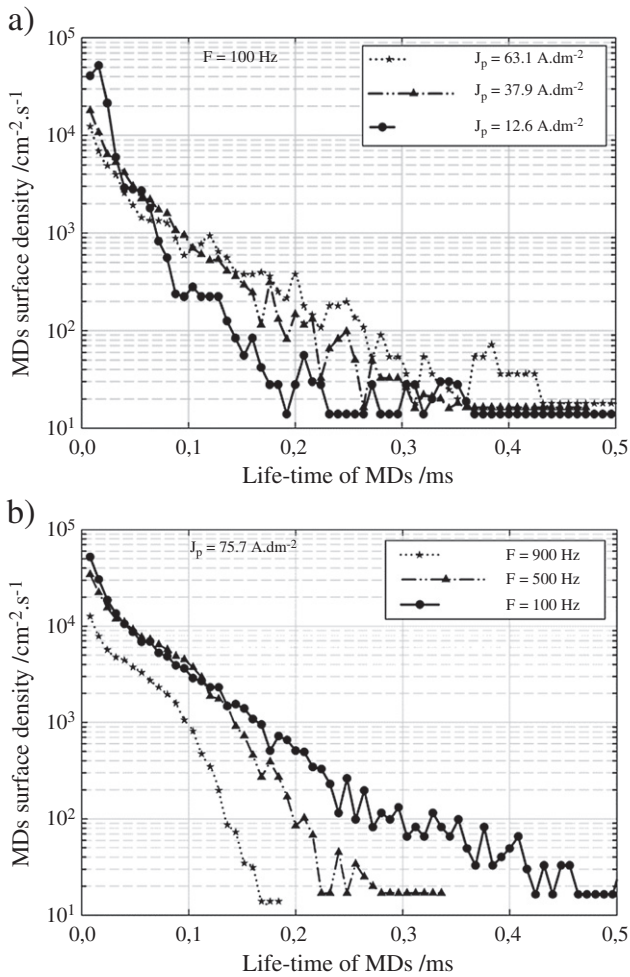 a)
F = 100 Hz
J_p = 63.1 A.dm^-2
J_p = 37.9 A.dm^-2
J_p = 12.6 A.dm^-2
MDs surface density /cm^-2.s^-1
10^5
10^4
10^3
10^2
10^1
0,0 0,1 0,2 0,3 0,4 0,5
Life-time of MDs /ms
b)
J_p = 75.7 A.dm^-2
F = 900 Hz
F = 500 Hz
F = 100 Hz
MDs surface density /cm^-2.s^-1
10^5
10^4
10^3
10^2
10^1
0,0 0,1 0,2 0,3 0,4 0,5
Life-time of MDs /ms